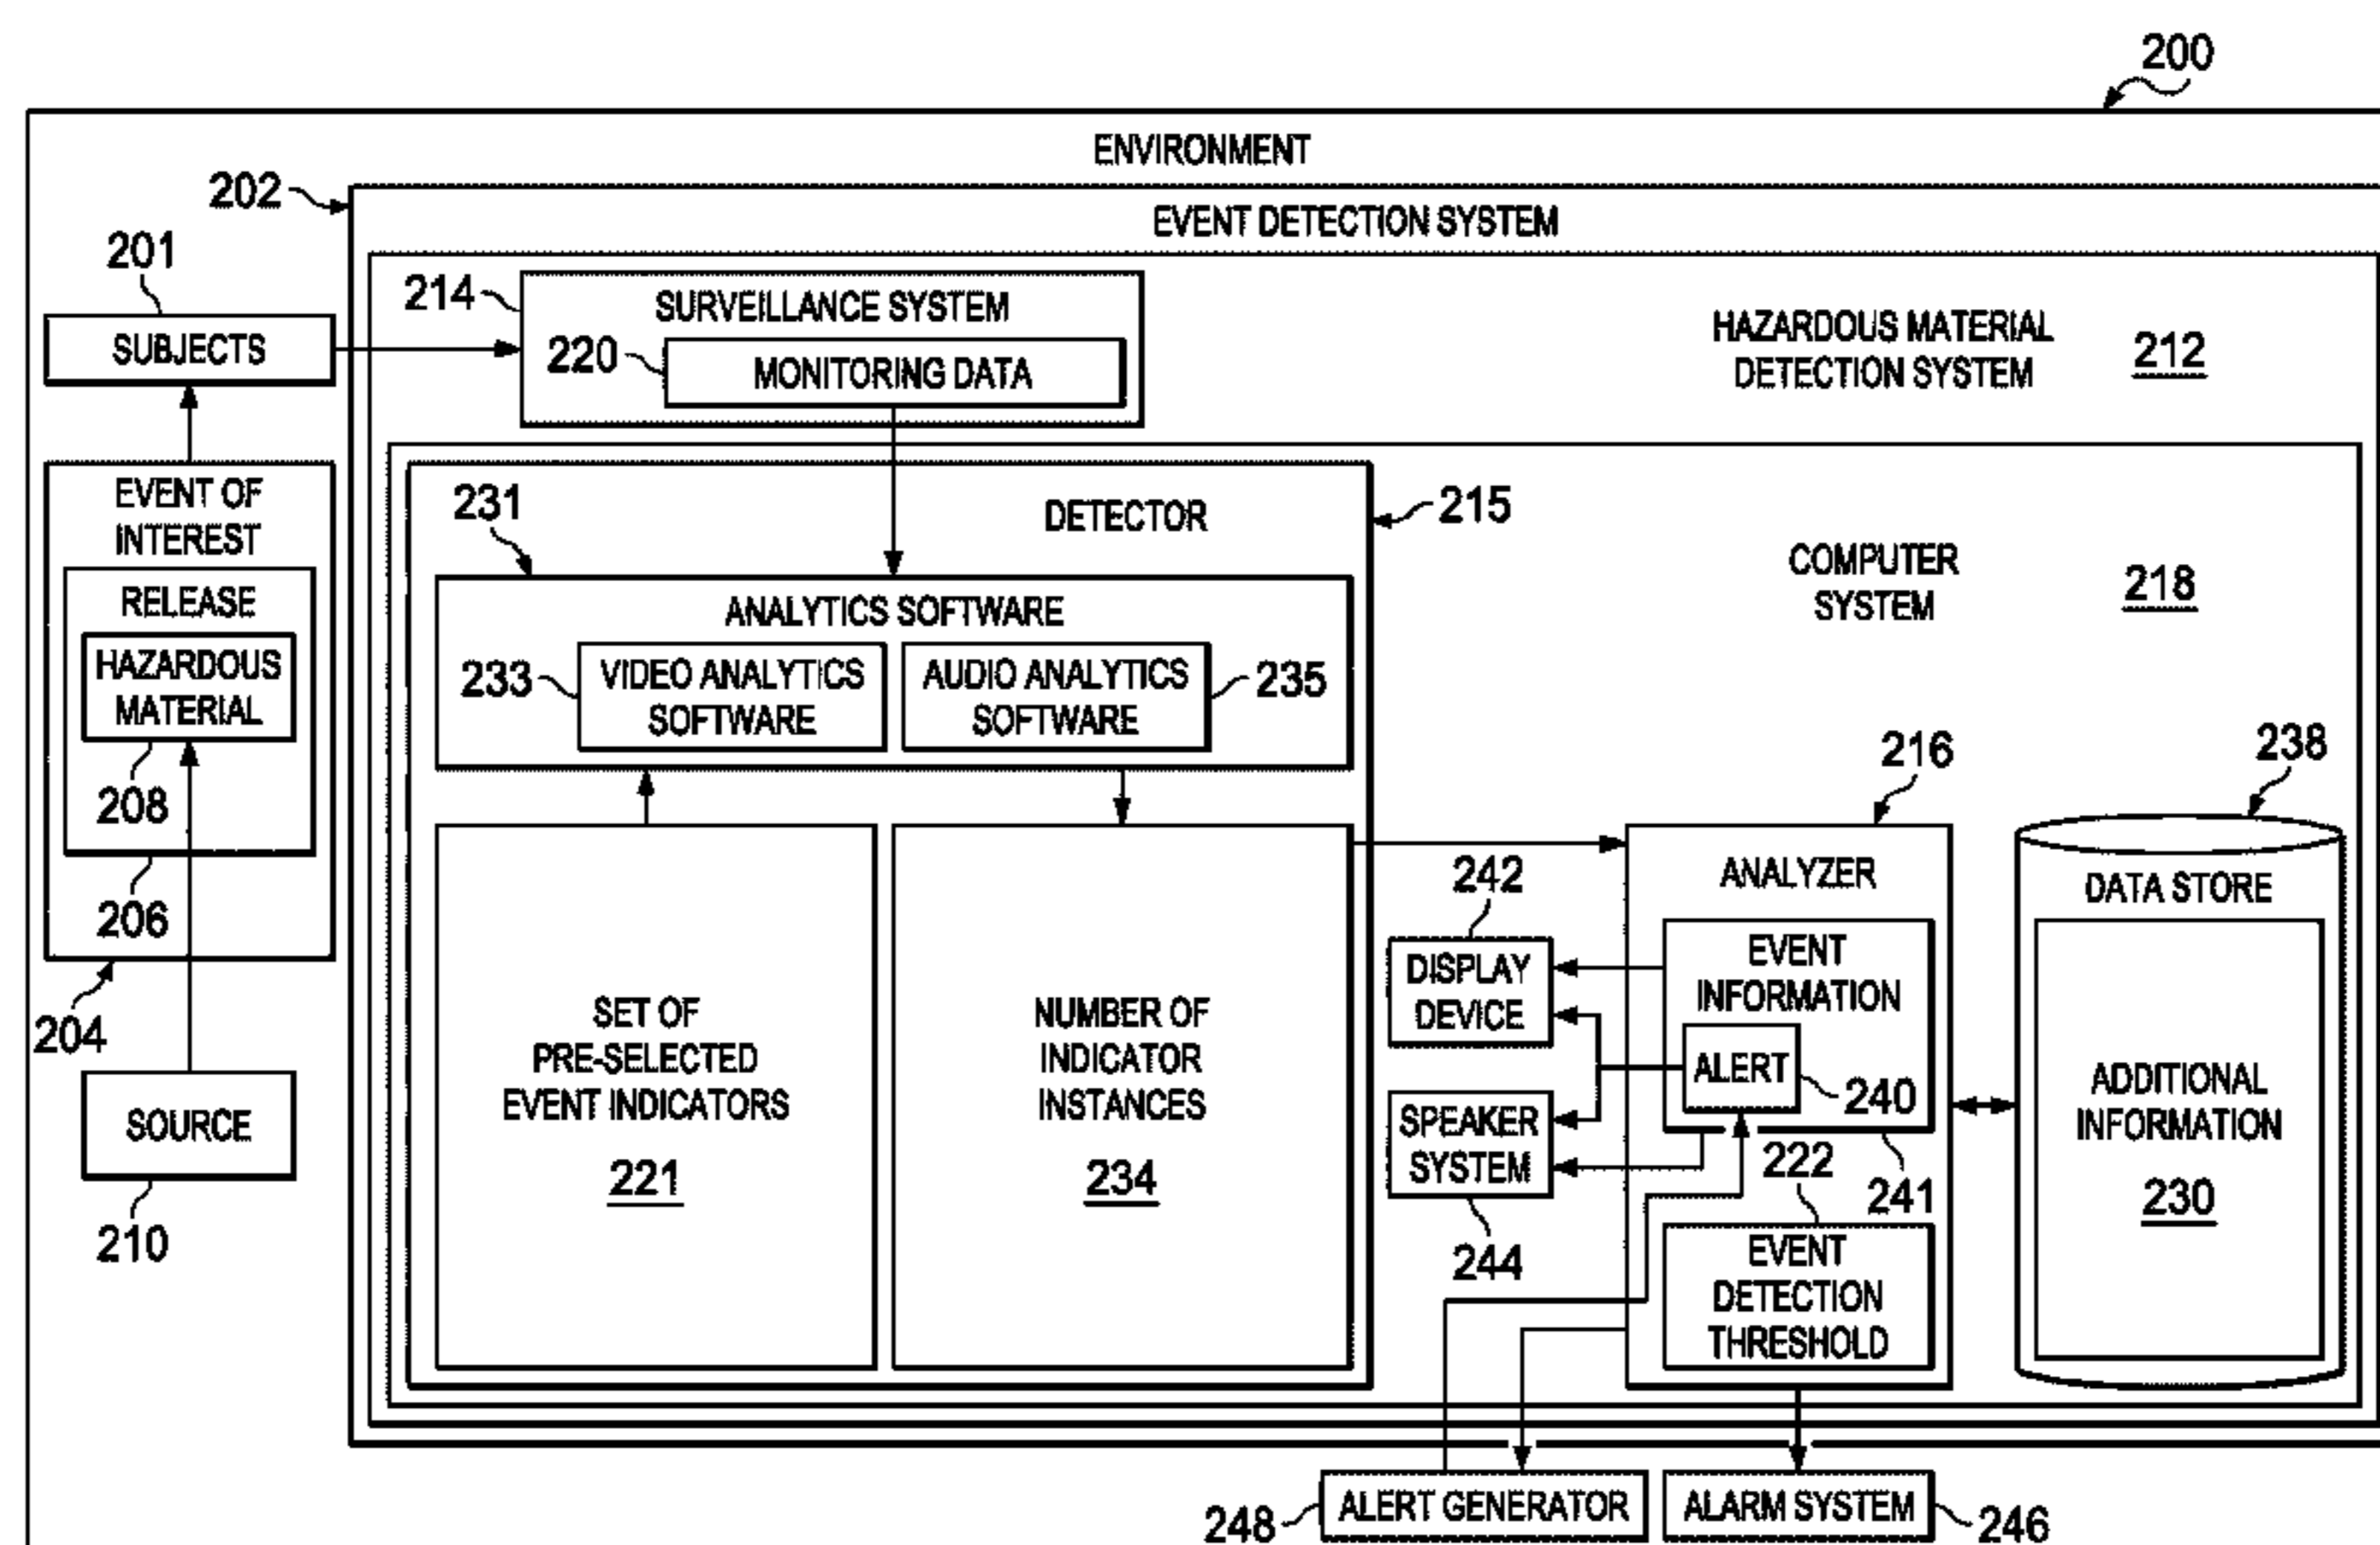 200
ENVIRONMENT
202
EVENT DETECTION SYSTEM
201
SUBJECTS
214
SURVEILLANCE SYSTEM
220
MONITORING DATA
HAZARDOUS MATERIAL
DETECTION SYSTEM
212
EVENT OF
INTEREST
RELEASE
HAZARDOUS
MATERIAL
208
206
204
SOURCE
210
231
DETECTOR
215
ANALYTICS SOFTWARE
233
VIDEO ANALYTICS
SOFTWARE
AUDIO ANALYTICS
SOFTWARE
235
COMPUTER
SYSTEM
218
SET OF
PRE-SELECTED
EVENT INDICATORS
221
NUMBER OF
INDICATOR
INSTANCES
234
216
ANALYZER
242
DISPLAY
DEVICE
EVENT
INFORMATION
ALERT
240
SPEAKER
SYSTEM
244
222
241
EVENT
DETECTION
THRESHOLD
238
DATA STORE
ADDITIONAL
INFORMATION
230
248
ALERT GENERATOR
ALARM SYSTEM
246